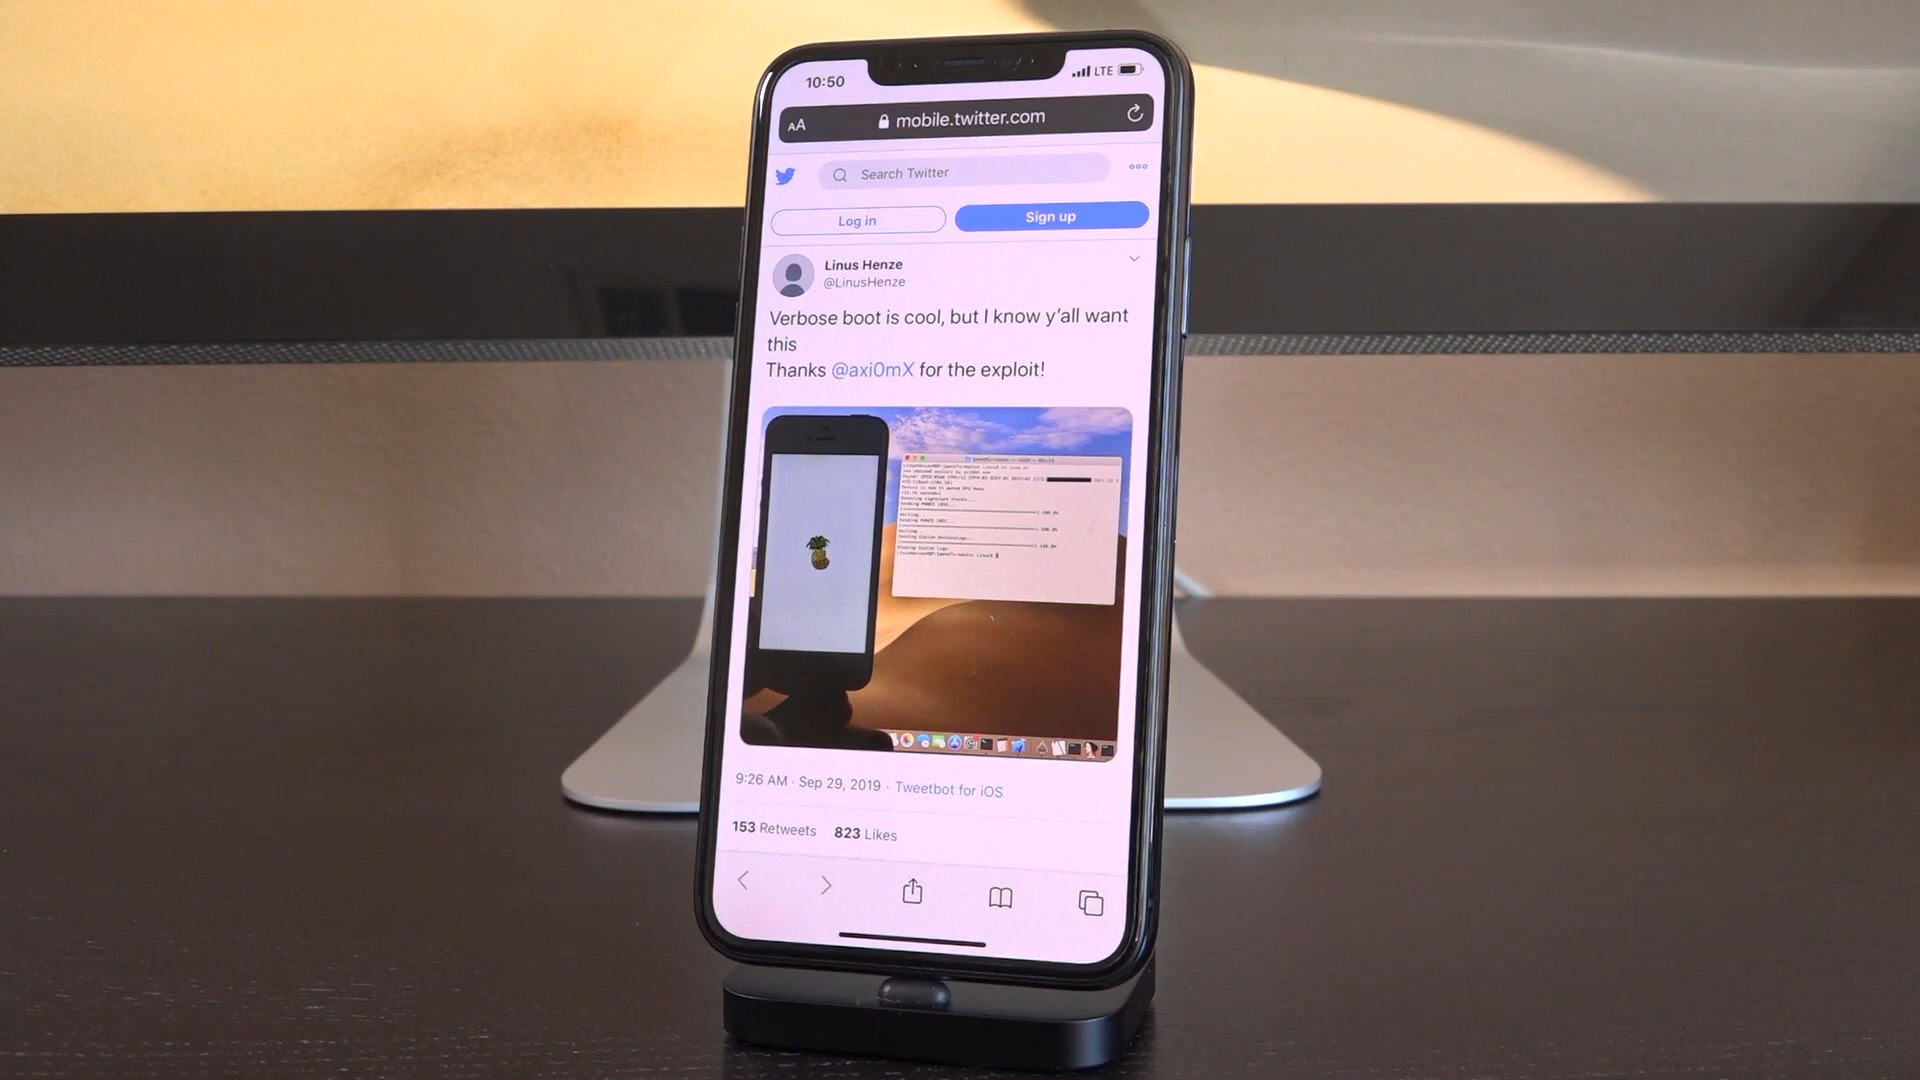 10:50
LTE
AA mobile.twitter.com
Search Twitter
Log in
Sign up
Linus Henze
@LinusHenze
Verbose boot is cool, but I know y'all want
this
Thanks @axi0mX for the exploit!
9:26 AM · Sep 29, 2019 · Tweetbot for iOS
153 Retweets 823 Likes